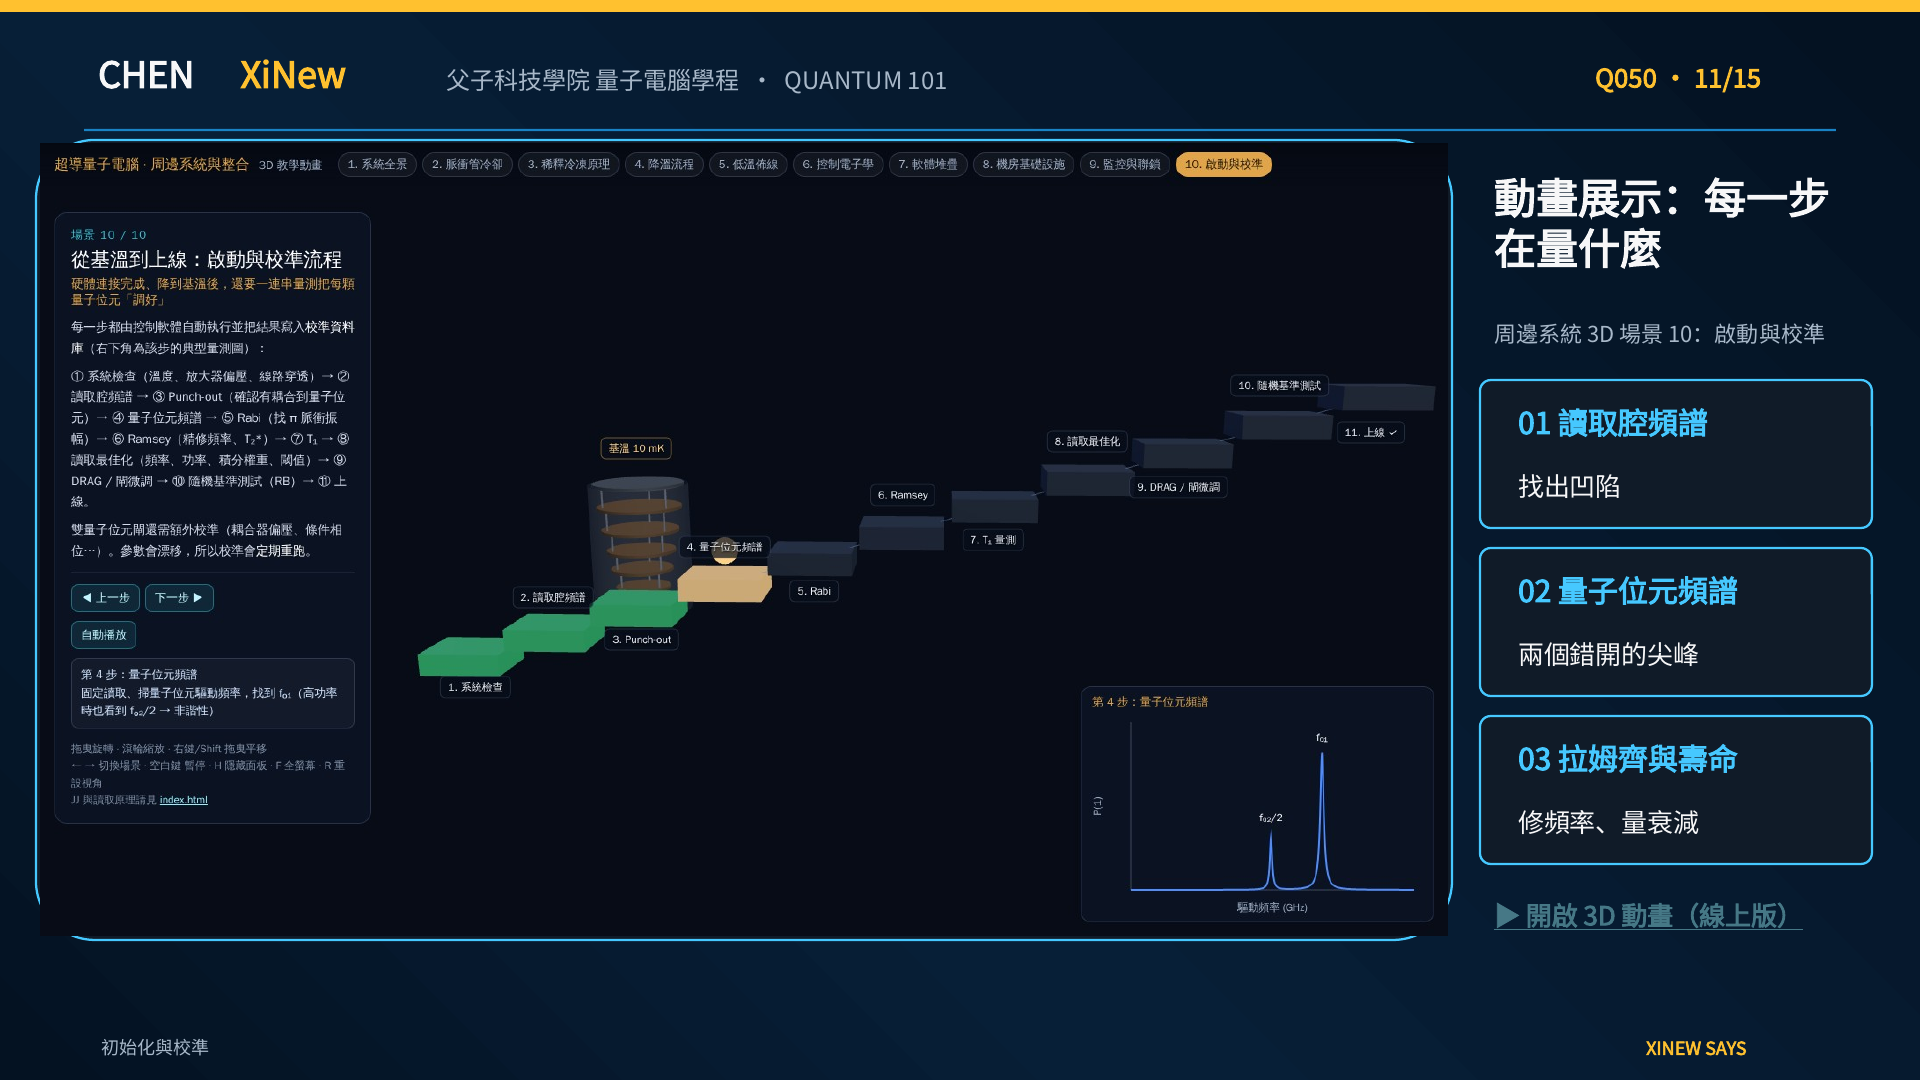 CHEN XiNew
父子科技學院 量子電腦學程 · QUANTUM 101
Q050 · 11/15
超導量子電腦 · 周邊系統與整合 3D 教學動畫
1. 系統全景
2. 脈衝管冷卻
3. 稀釋冷凍原理
4. 降溫流程
5. 低溫佈線
6. 控制電子學
7. 軟體堆疊
8. 機房基礎設施
9. 監控與聯鎖
10. 啟動與校準
場景 10 / 10
從基溫到上線：啟動與校準流程
硬體連接完成、降到基溫後，還要一連串量測把每顆
量子位元「調好」
每一步都由控制軟體自動執行並把結果寫入校準資料
庫（右下角為該步的典型量測圖）：
① 系統檢查（溫度、放大器偏壓、線路穿透）→ ②
讀取腔頻譜 → ③ Punch-out（確認有耦合到量子位
元）→ ④ 量子位元頻譜 → ⑤ Rabi（找 π 脈衝振
幅）→ ⑥ Ramsey（精修頻率、T₂*）→ ⑦ T₁ → ⑧
讀取最佳化（頻率、功率、積分權重、閾值）→ ⑨
DRAG / 閘微調 → ⑩ 隨機基準測試（RB）→ ⑪ 上
線。
雙量子位元閘還需額外校準（耦合器偏壓、條件相
位…）。參數會漂移，所以校準會定期重跑。
◀ 上一步
下一步 ▶
自動播放
第 4 步：量子位元頻譜
固定讀取、掃量子位元驅動頻率，找到 f₀₁（高功率
時也看到 f₀₂/2 → 非諧性）
拖曳旋轉 · 滾輪縮放 · 右鍵/Shift 拖曳平移
← → 切換場景 · 空白鍵 暫停 · H 隱藏面板 · F 全螢幕 · R 重
設視角
JJ 與讀取原理請見 index.html
基溫 10 mK
1. 系統檢查
2. 讀取腔頻譜
3. Punch-out
4. 量子位元頻譜
5. Rabi
6. Ramsey
7. T₁ 量測
8. 讀取最佳化
9. DRAG / 閘微調
10. 隨機基準測試
11. 上線 ✓
第 4 步：量子位元頻譜
f₀₁
f₀₂/2
P(1)
驅動頻率 (GHz)
動畫展示：每一步
在量什麼
周邊系統 3D 場景 10：啟動與校準
01 讀取腔頻譜
找出凹陷
02 量子位元頻譜
兩個錯開的尖峰
03 拉姆齊與壽命
修頻率、量衰減
▶ 開啟 3D 動畫（線上版）
初始化與校準
XINEW SAYS